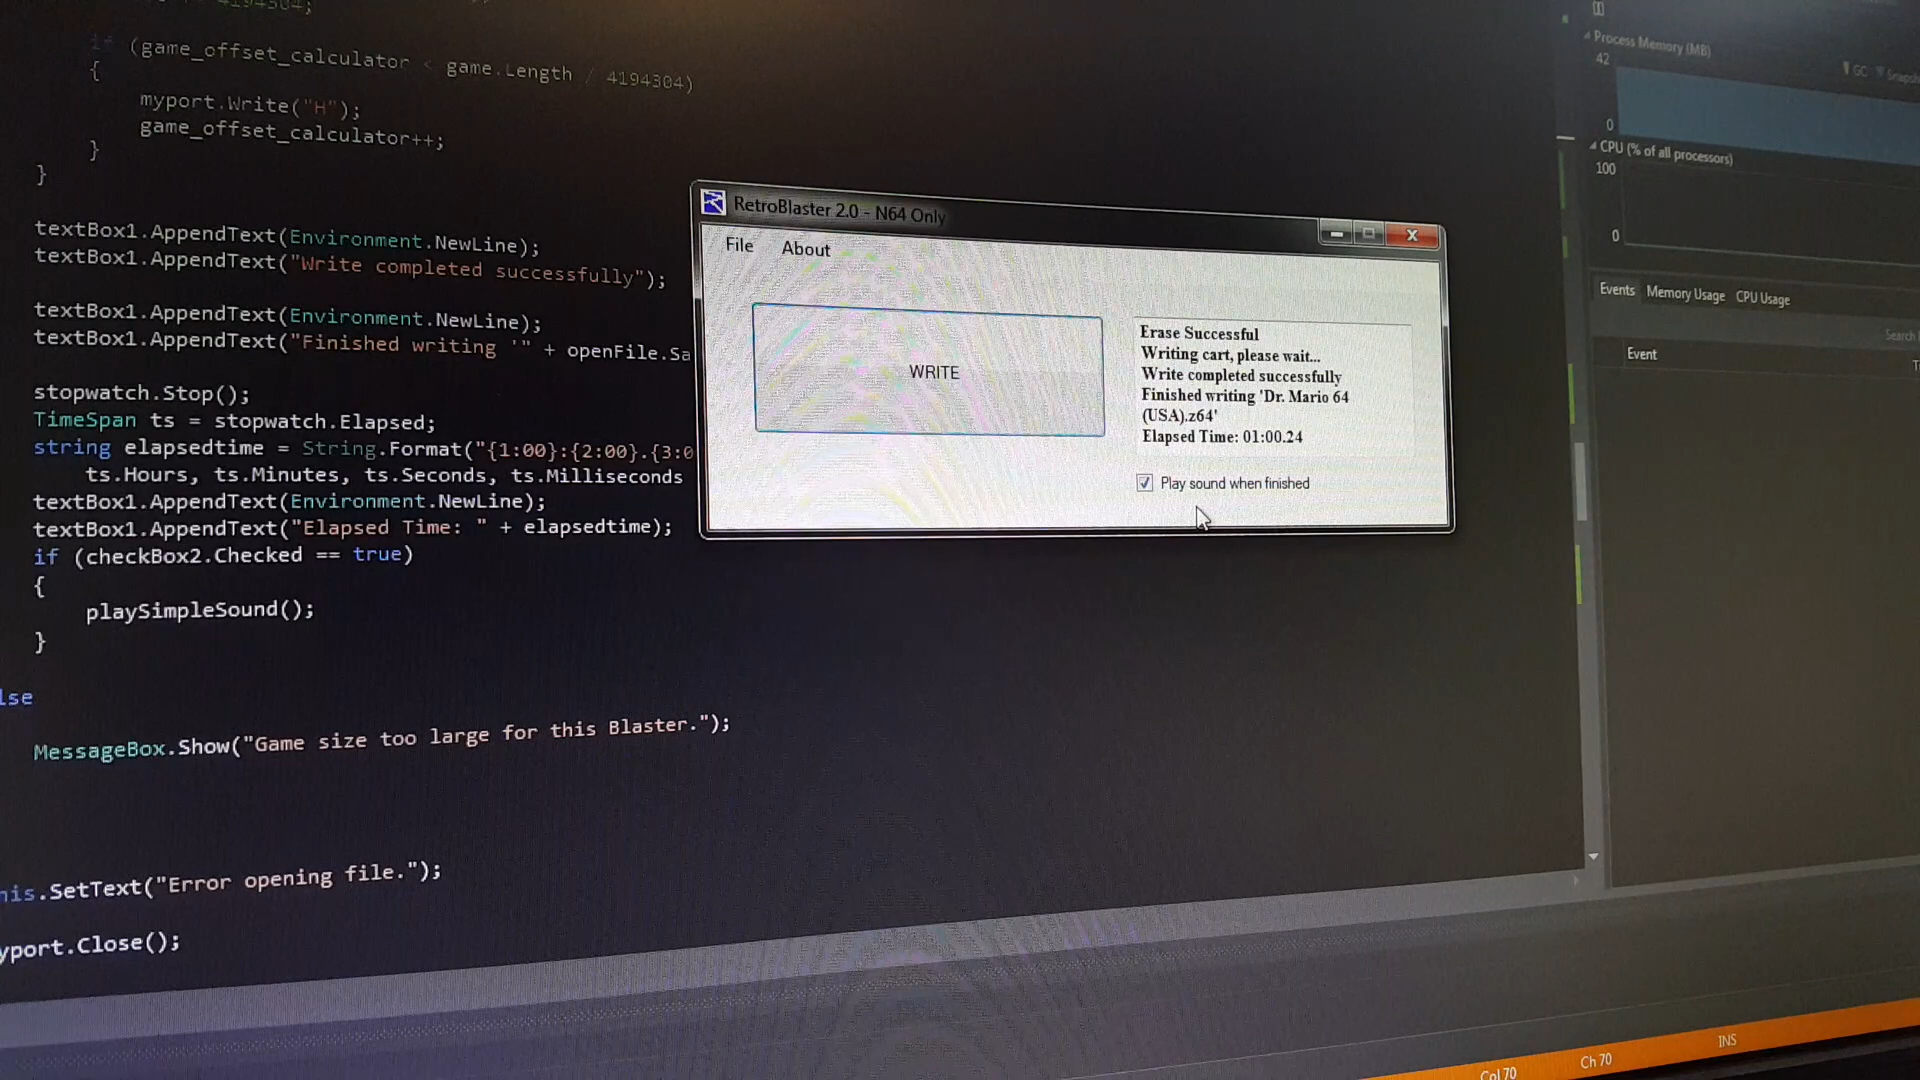 4194304;
if (game_offset_calculator < game.Length / 4194304)
{
myport.Write("H");
game_offset_calculator++;
}
}
textBox1.AppendText(Environment.NewLine);
textBox1.AppendText("Write completed successfully");
textBox1.AppendText(Environment.NewLine);
textBox1.AppendText("Finished writing '" + openFile.Sa
stopwatch.Stop();
TimeSpan ts = stopwatch.Elapsed;
string elapsedtime = String.Format("{1:00}:{2:00}.{3:0
ts.Hours, ts.Minutes, ts.Seconds, ts.Milliseconds
textBox1.AppendText(Environment.NewLine);
textBox1.AppendText("Elapsed Time: " + elapsedtime);
if (checkBox2.Checked == true)
{
playSimpleSound();
}
lse
MessageBox.Show("Game size too large for this Blaster.");
his.SetText("Error opening file.");
yport.Close();
RetroBlaster 2.0 - N64 Only
File About
WRITE
Erase Successful
Writing cart, please wait...
Write completed successfully
Finished writing 'Dr. Mario 64
(USA).z64'
Elapsed Time: 01:00.24
Play sound when finished
Process Memory (MB)
GC Snapsh
42
0
CPU (% of all processors)
100
0
Events Memory Usage CPU Usage
Search
Event
Col 70 Ch 70 INS